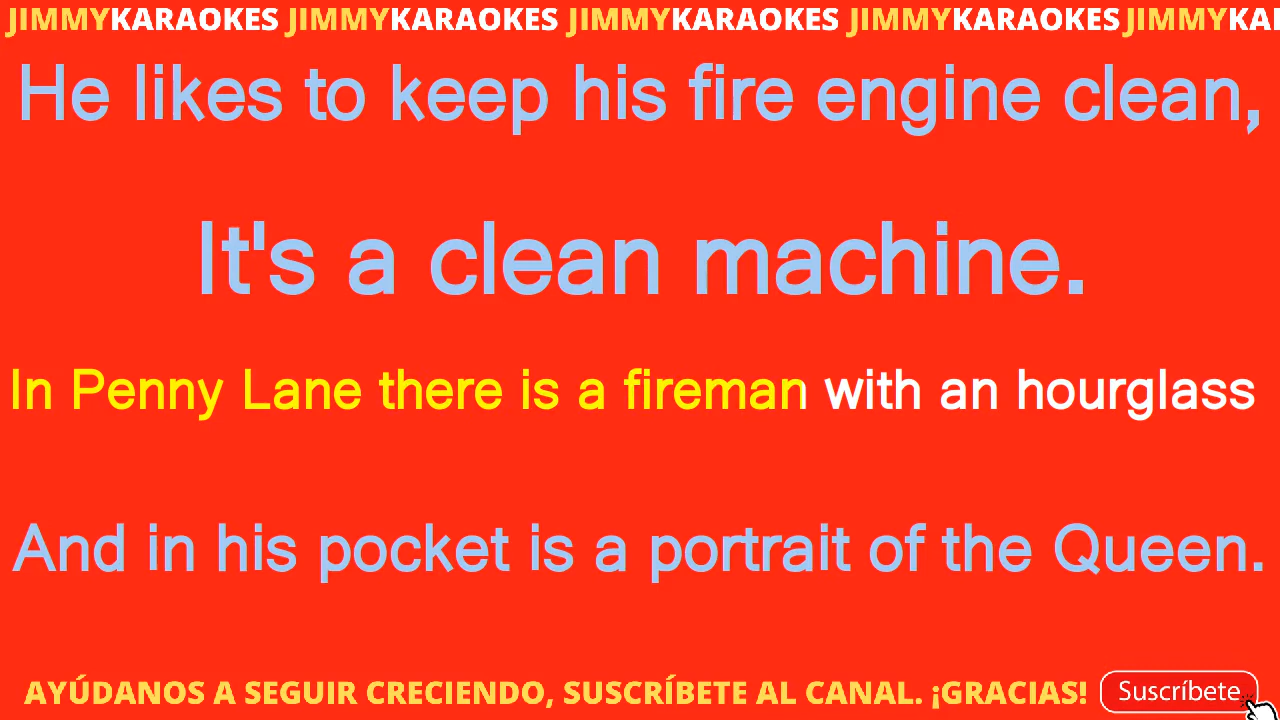 JIMMYKARAOKES JIMMYKARAOKES JIMMYKARAOKES JIMMYKARAOKES JIMMYKAI
He likes to keep his fire engine clean,
It's a clean machine.
In Penny Lane there is a fireman with an hourglass
And in his pocket is a portrait of the Queen.
AYÚDANOS A SEGUIR CRECIENDO, SUSCRÍBETE AL CANAL. ¡GRACIAS! Suscríbete